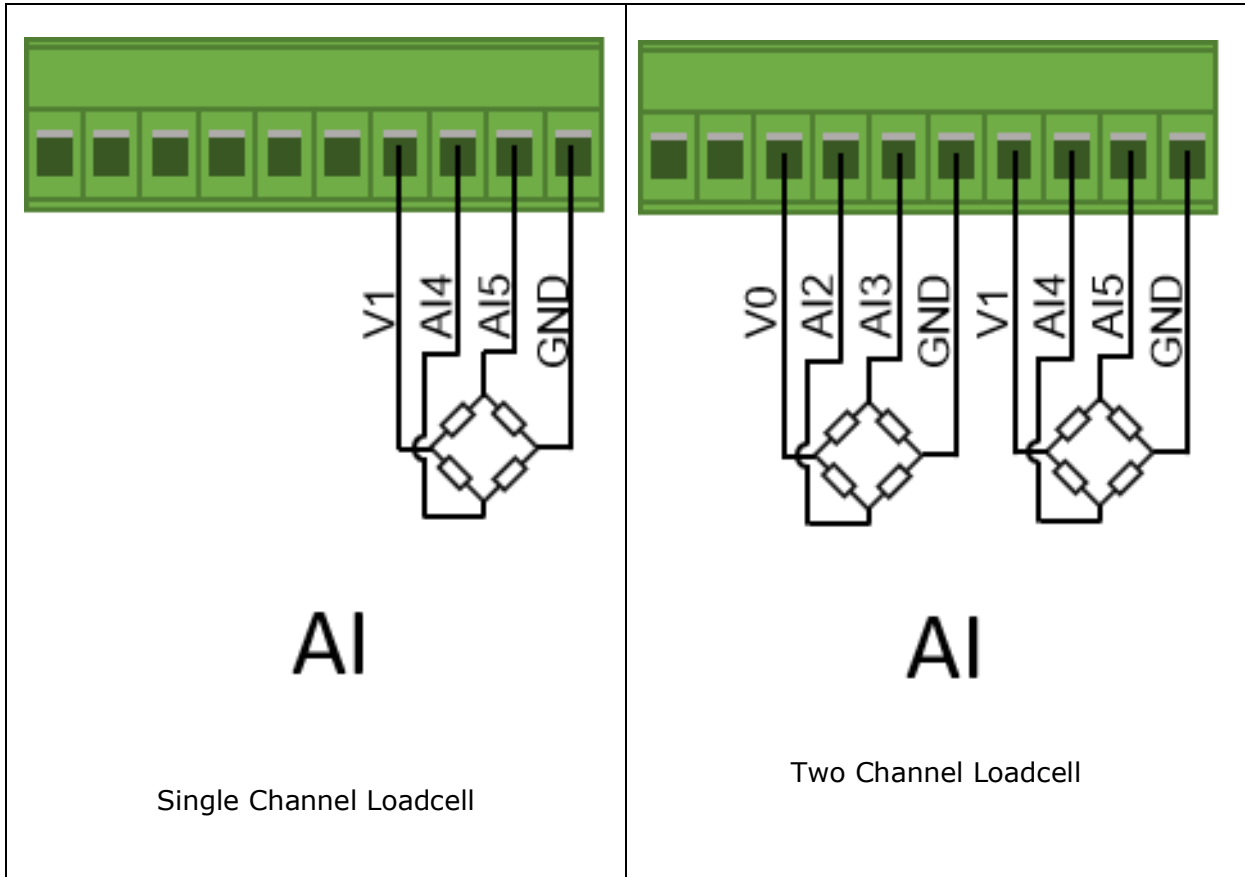 V1
AI4
AI5
GND
AI
Single Channel Loadcell
V0
AI2
AI3
GND
V1
AI4
AI5
GND
AI
Two Channel Loadcell